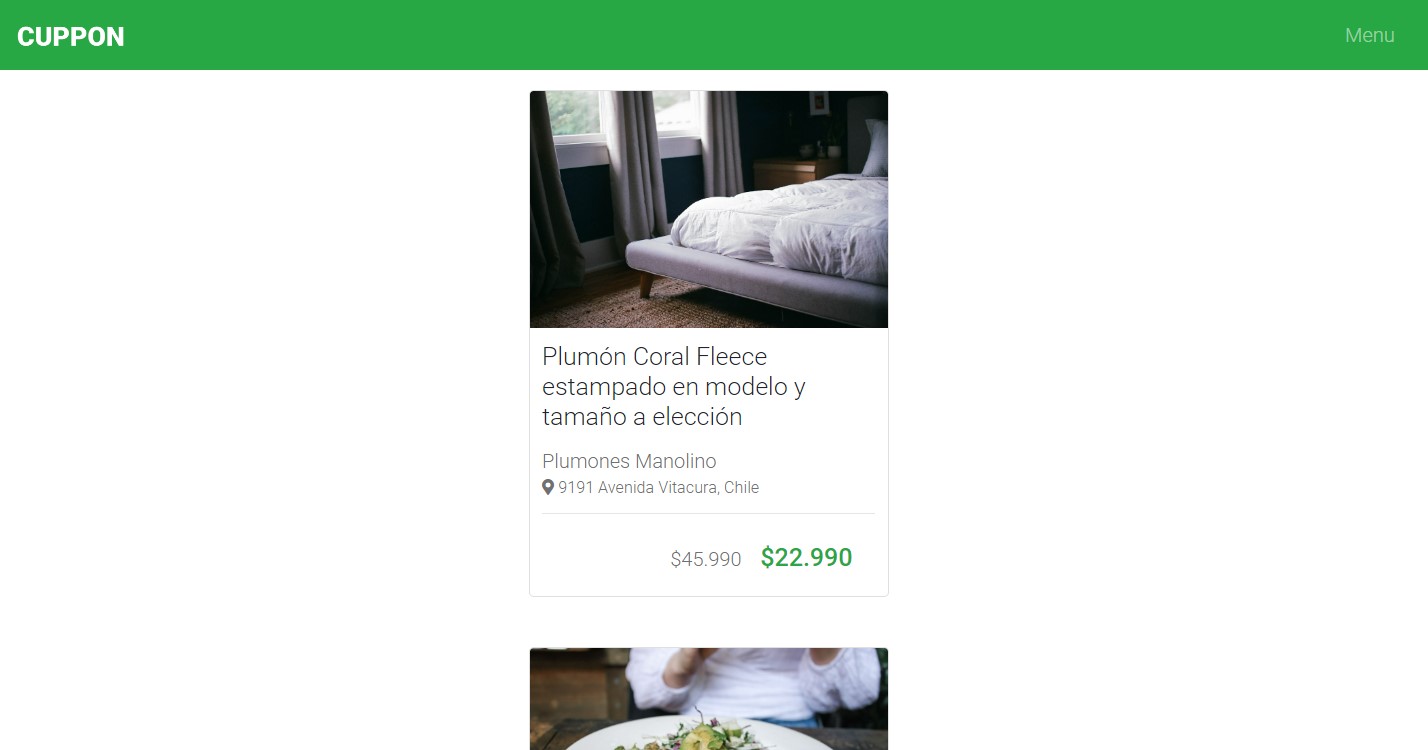 CUPPON
Menu
Plumón Coral Fleece
estampado en modelo y
tamaño a elección
Plumones Manolino
9191 Avenida Vitacura, Chile
$45.990 $22.990